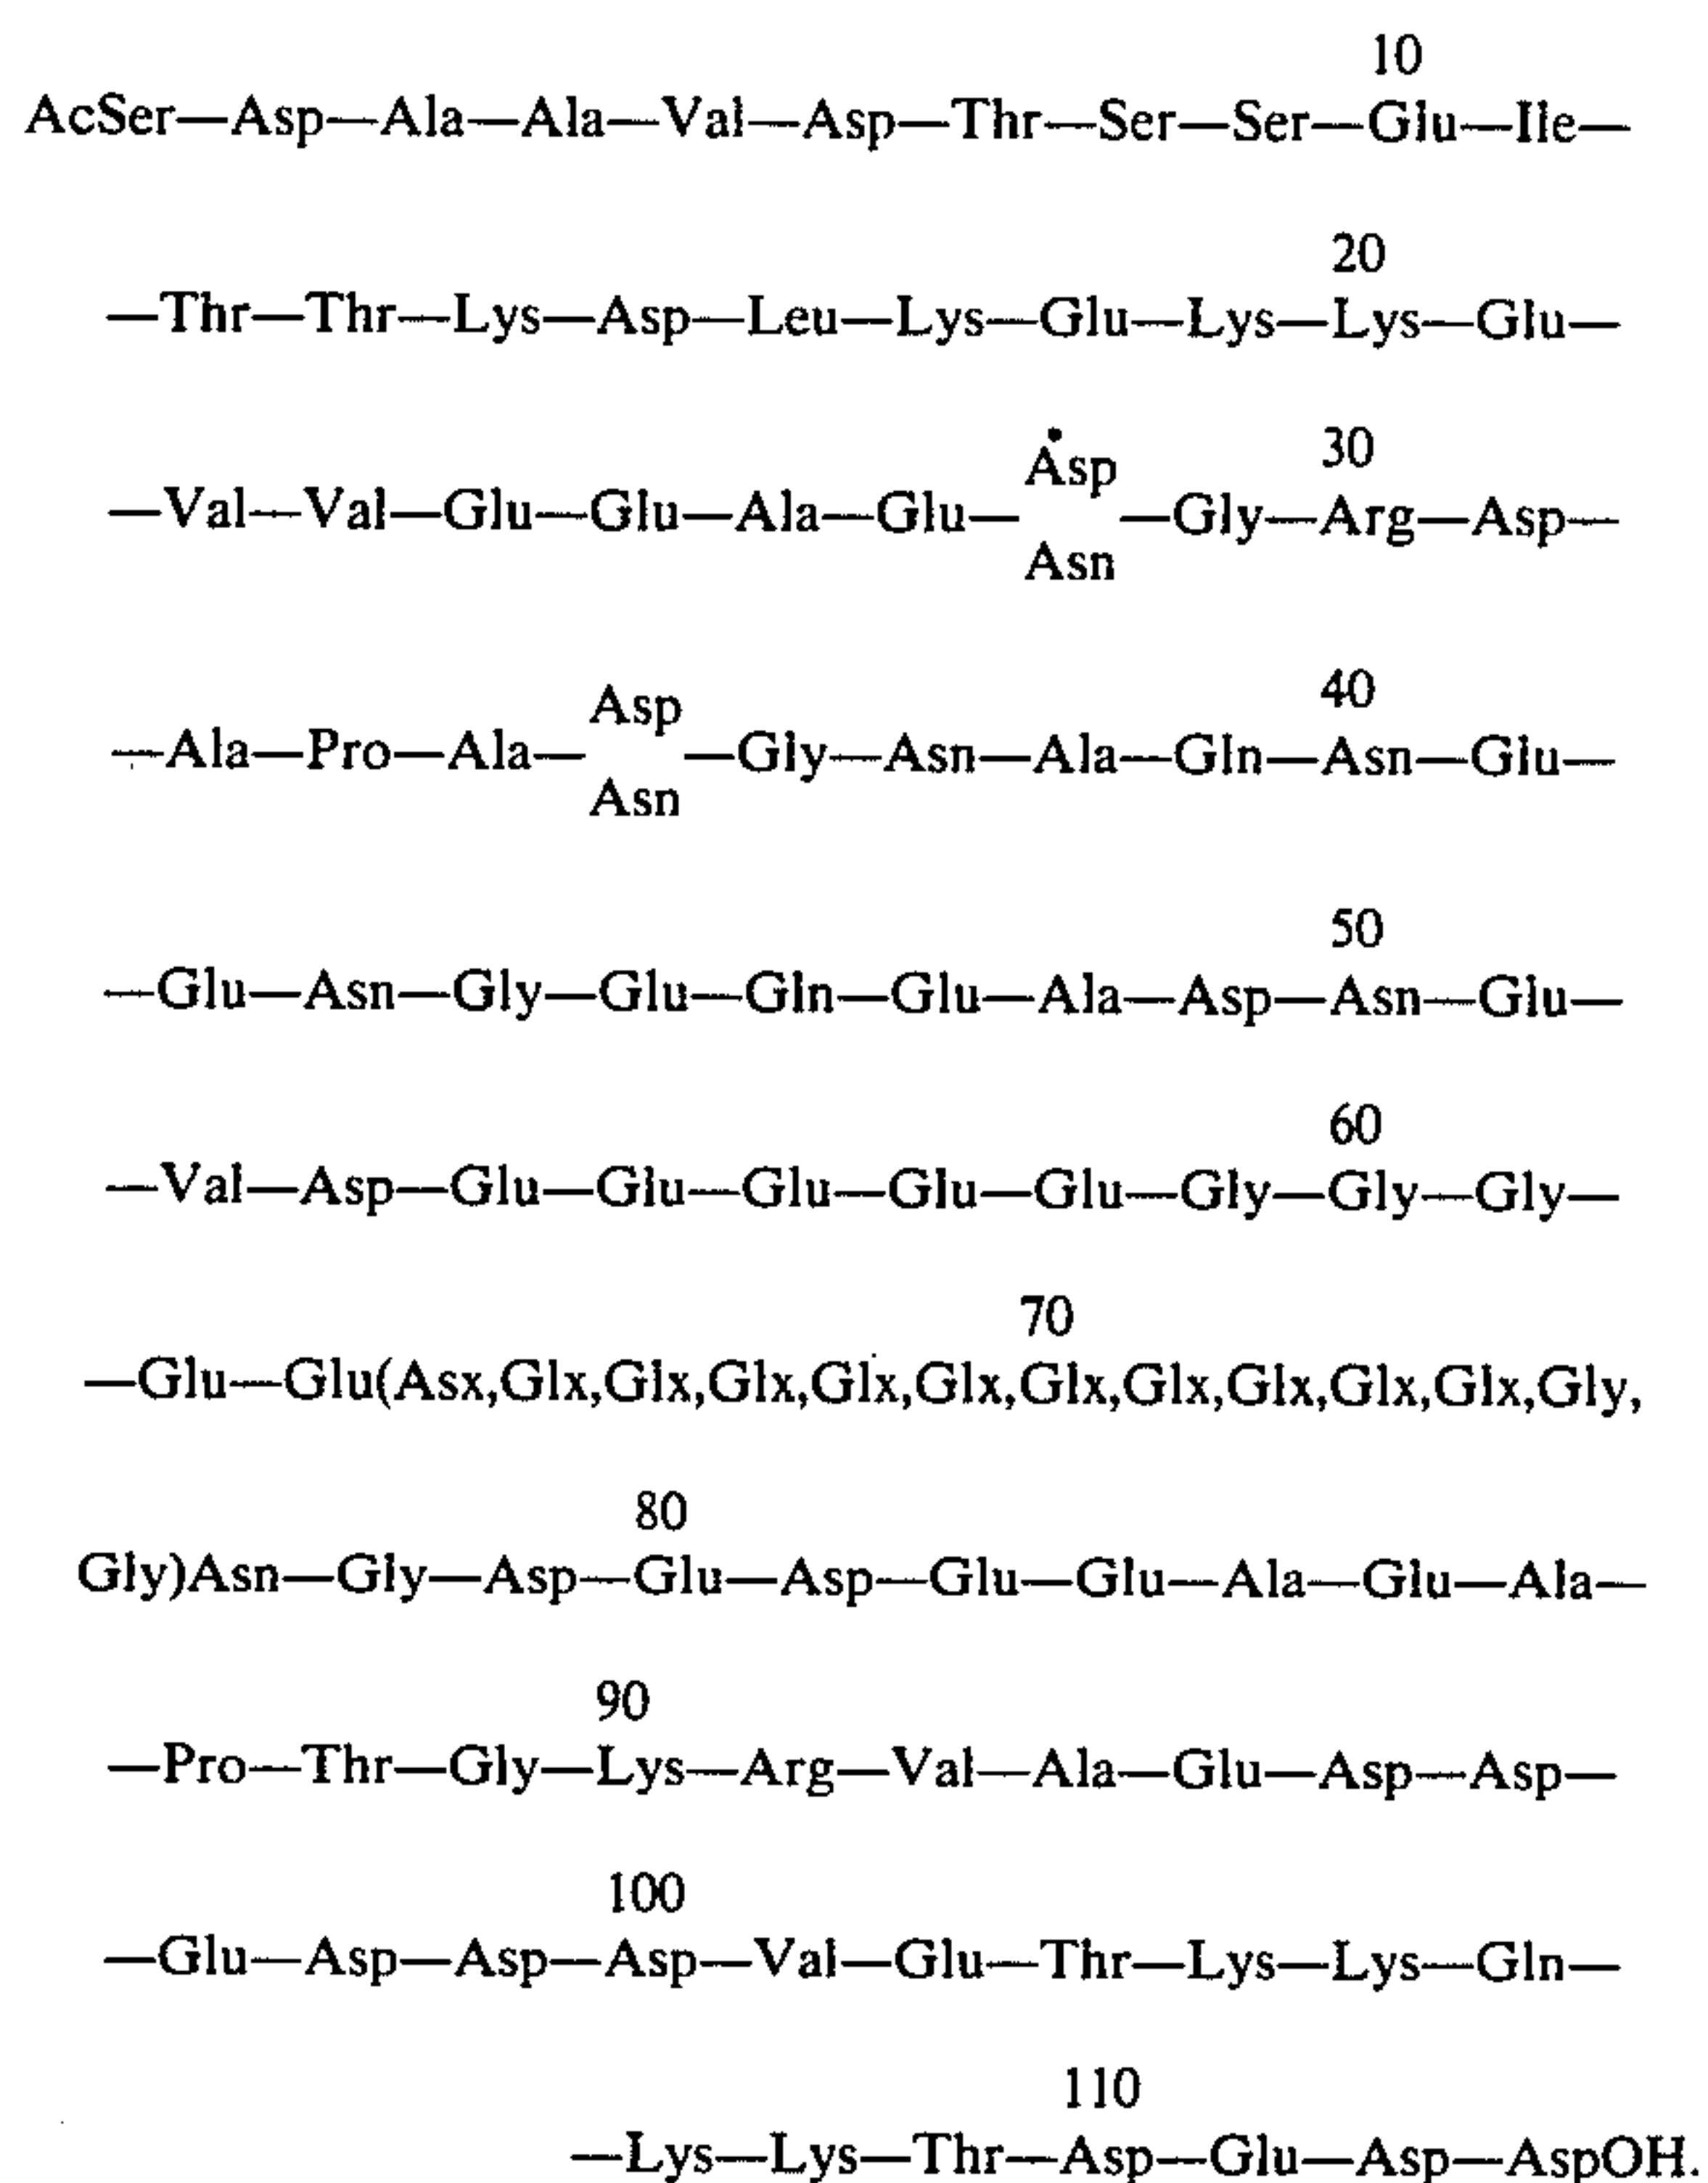 10
AcSer—Asp—Ala—Ala—Val—Asp—Thr—Ser—Ser—Glu—Ile—
20
—Thr—Thr—Lys—Asp—Leu—Lys—Glu—Lys—Lys—Glu—
30
Asp
—Val—Val—Glu—Glu—Ala—Glu— —Gly—Arg—Asp—
Asn
40
Asp
—Ala—Pro—Ala— —Gly—Asn—Ala—Gln—Asn—Glu—
Asn
50
—Glu—Asn—Gly—Glu—Gln—Glu—Ala—Asp—Asn—Glu—
60
—Val—Asp—Glu—Glu—Glu—Glu—Glu—Gly—Gly—Gly—
70
—Glu—Glu(Asx,Glx,Glx,Glx,Glx,Glx,Glx,Glx,Glx,Glx,Glx,Gly,
80
Gly)Asn—Gly—Asp—Glu—Asp—Glu—Glu—Ala—Glu—Ala—
90
—Pro—Thr—Gly—Lys—Arg—Val—Ala—Glu—Asp—Asp—
100
—Glu—Asp—Asp—Asp—Val—Glu—Thr—Lys—Lys—Gln—
110
—Lys—Lys—Thr—Asp—Glu—Asp—AspOH.